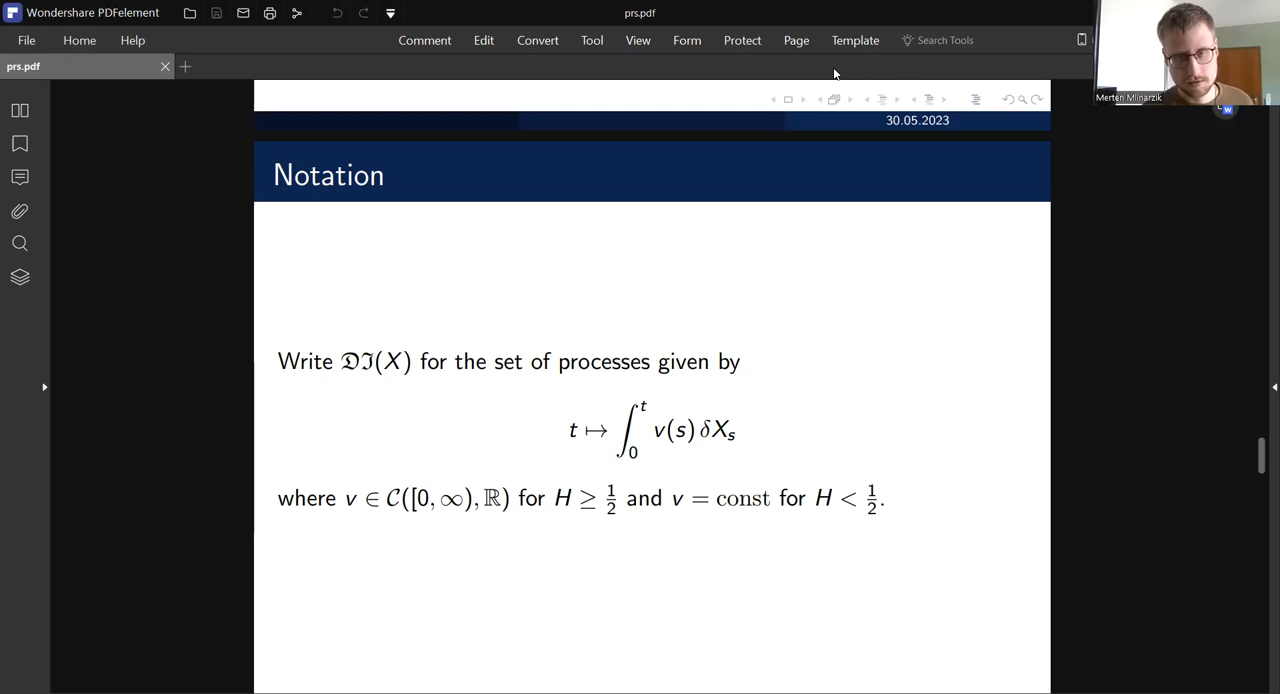 Wondershare PDFelement
prs.pdf
File Home Help Comment Edit Convert Tool View Form Protect Page Template Search Tools
prs.pdf
Merten Mlinarzik
30.05.2023
Notation
Write 𝔇ℑ(X) for the set of processes given by
t ↦ ∫₀ᵗ v(s) δXₛ
where v ∈ 𝒞([0, ∞), ℝ) for H ≥ 1/2 and v = const for H < 1/2.